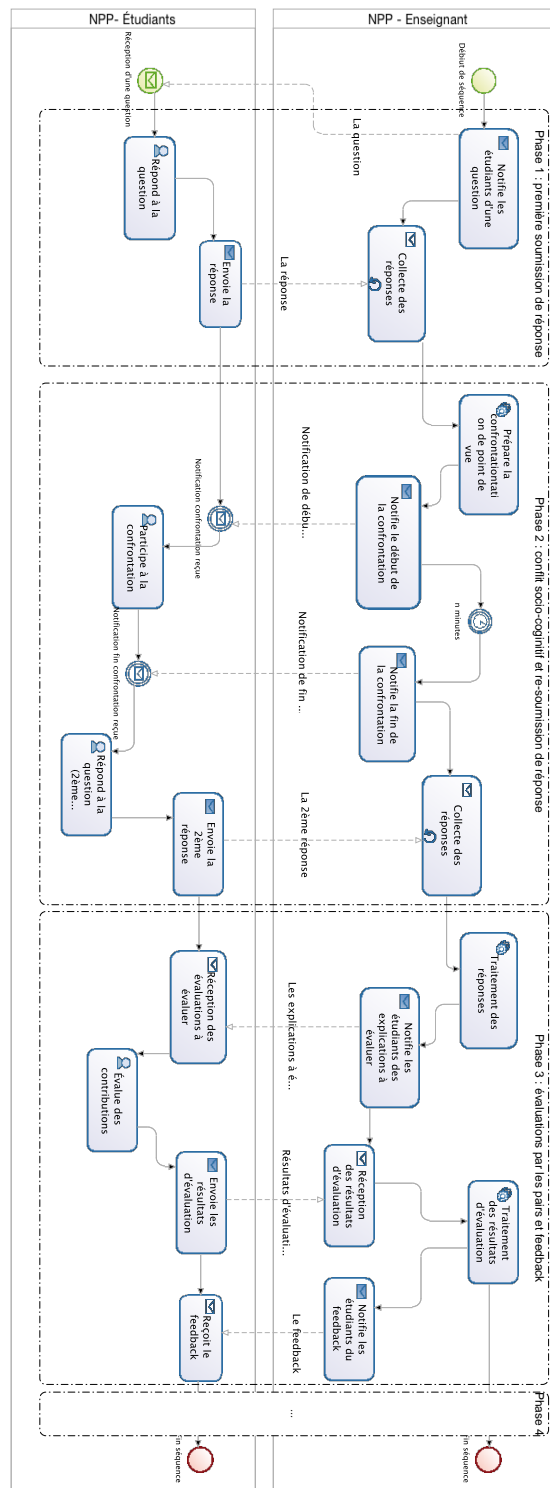 NPP- Étudiants
NPP - Enseignant
Réception d'une question
Début de séquence
Phase 1 : première soumission de réponse
Notifie les
étudiants d'une
question
La question
Répond à la
question
Envoie la
réponse
La réponse
Collecte des
réponses
Phase 2 : conflit socio-coginitif et re-soumission de réponse
Prépare la
confrontationtati
on de point de
vue
Notifie le début de
la confrontation
Notification de débu...
Notification confrontation reçue
Participe à la
confrontation
n minutes
Notifie la fin de
la confrontation
Notification de
fin ...
Notification fin confrontation reçue
Répond à la
question
(2ème...
Envoie la
2ème
réponse
La 2ème réponse
Collecte des
réponses
Phase 3 : évaluations par les pairs et feedback
Traitement des
réponses
Notifie les
étudiants des
explications à
évaluer
Les explications à é...
Réception des
évaluations à
évaluer
Évalue des
contributions
Envoie les
résultats
d'évaluation
Résultats d'évaluati...
Réception
des résultats
d'évaluation
Traitement
des résultats
d'évaluation
Notifie les
étudiants du
feedback
Le feedback
Reçoit le
feedback
Phase 4
...
in séquence
in séquence